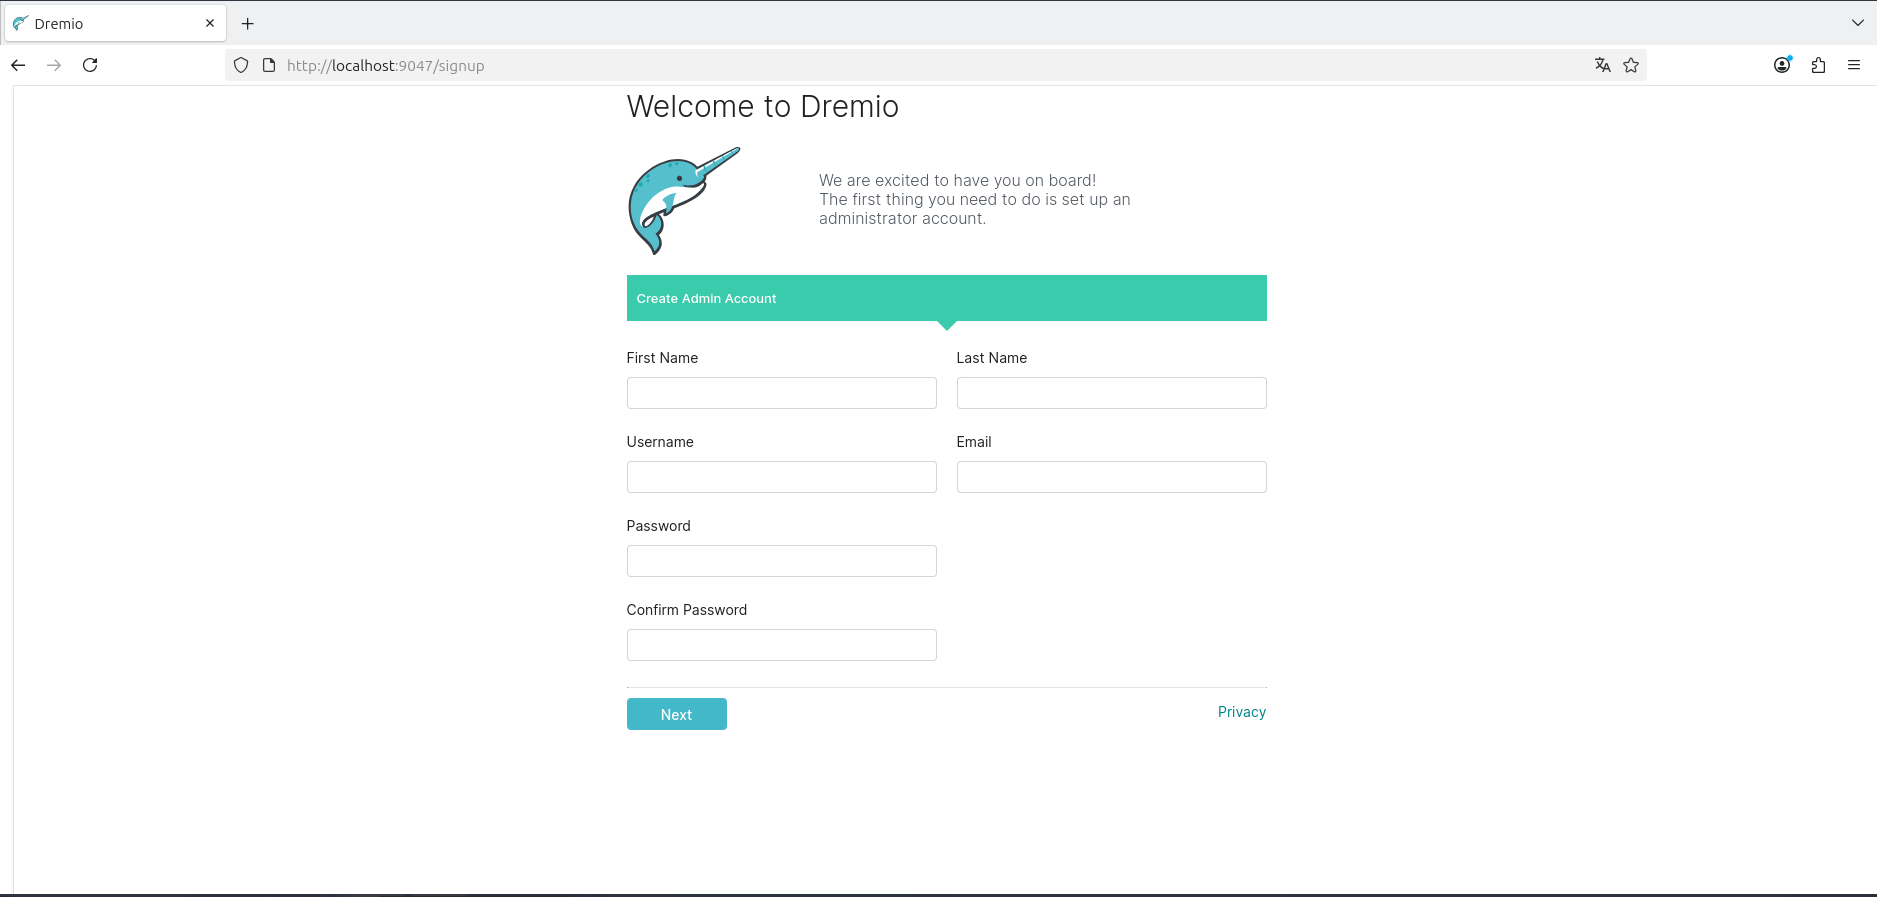 Dremio
http://localhost:9047/signup
Welcome to Dremio
We are excited to have you on board!
The first thing you need to do is set up an
administrator account.
Create Admin Account
First Name
Last Name
Username
Email
Password
Confirm Password
Next
Privacy